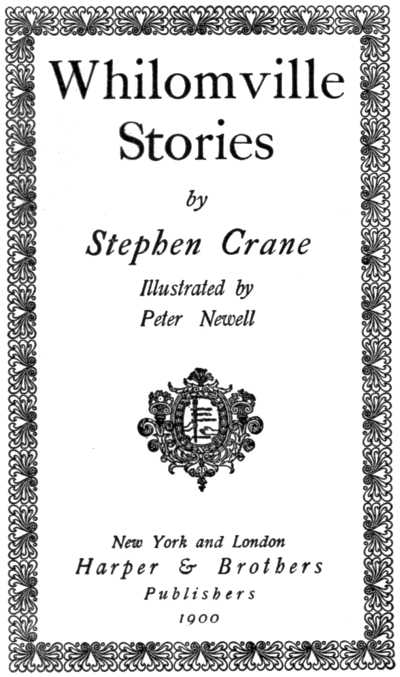 Whilomville
Stories
by
Stephen Crane
Illustrated by
Peter Newell
New York and London
Harper & Brothers
Publishers
1900